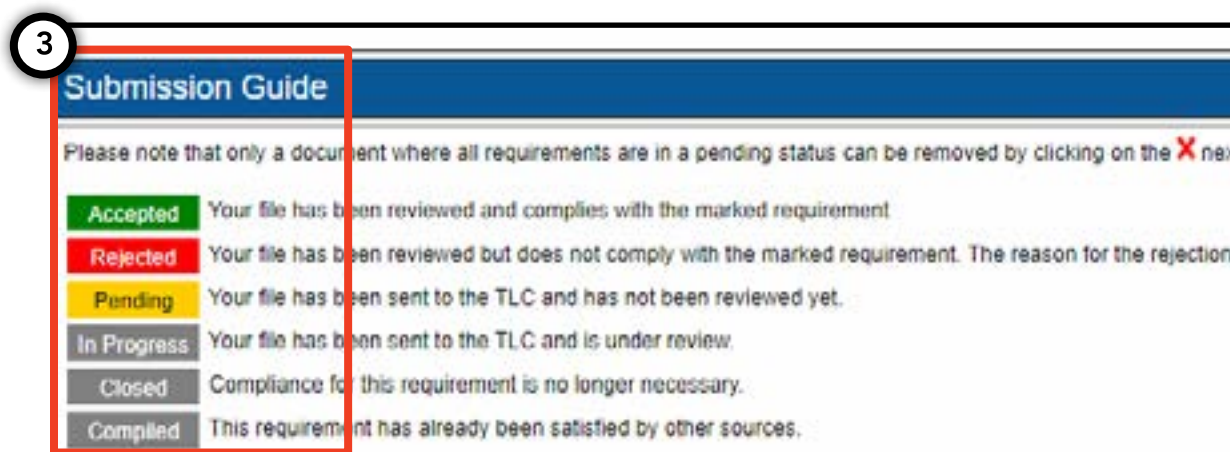 3
Submission Guide
Please note that only a document where all requirements are in a pending status can be removed by clicking on the X nex
Accepted Your file has been reviewed and complies with the marked requirement
Rejected Your file has been reviewed but does not comply with the marked requirement. The reason for the rejection
Pending Your file has been sent to the TLC and has not been reviewed yet.
In Progress Your file has been sent to the TLC and is under review.
Closed Compliance for this requirement is no longer necessary.
Compiled This requirement has already been satisfied by other sources.